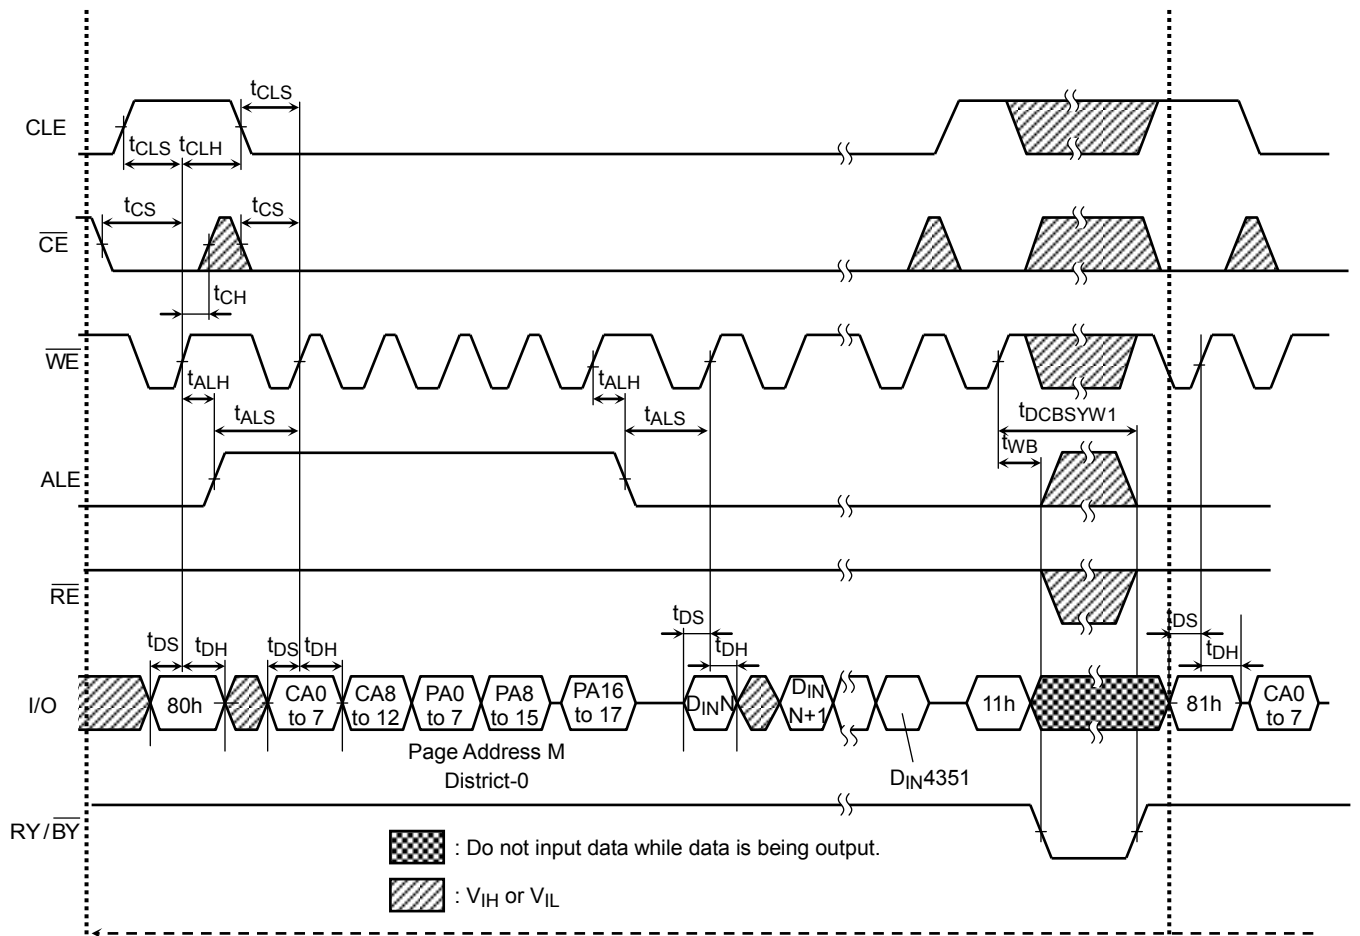 tCLS
CLE
tCLS tCLH
tCS tCS
CE
tCH
WE
tALH tALH
tALS tALS tDCBSYW1
tWB
ALE
RE
tDS tDH tDS tDH tDS tDH tDS tDH
I/O
80h
CA0 to 7
CA8 to 12
PA0 to 7
PA8 to 15
PA16 to 17
DINN
DIN N+1
11h
81h
CA0 to 7
Page Address M
District-0
DIN4351
RY/BY
: Do not input data while data is being output.
: VIH or VIL